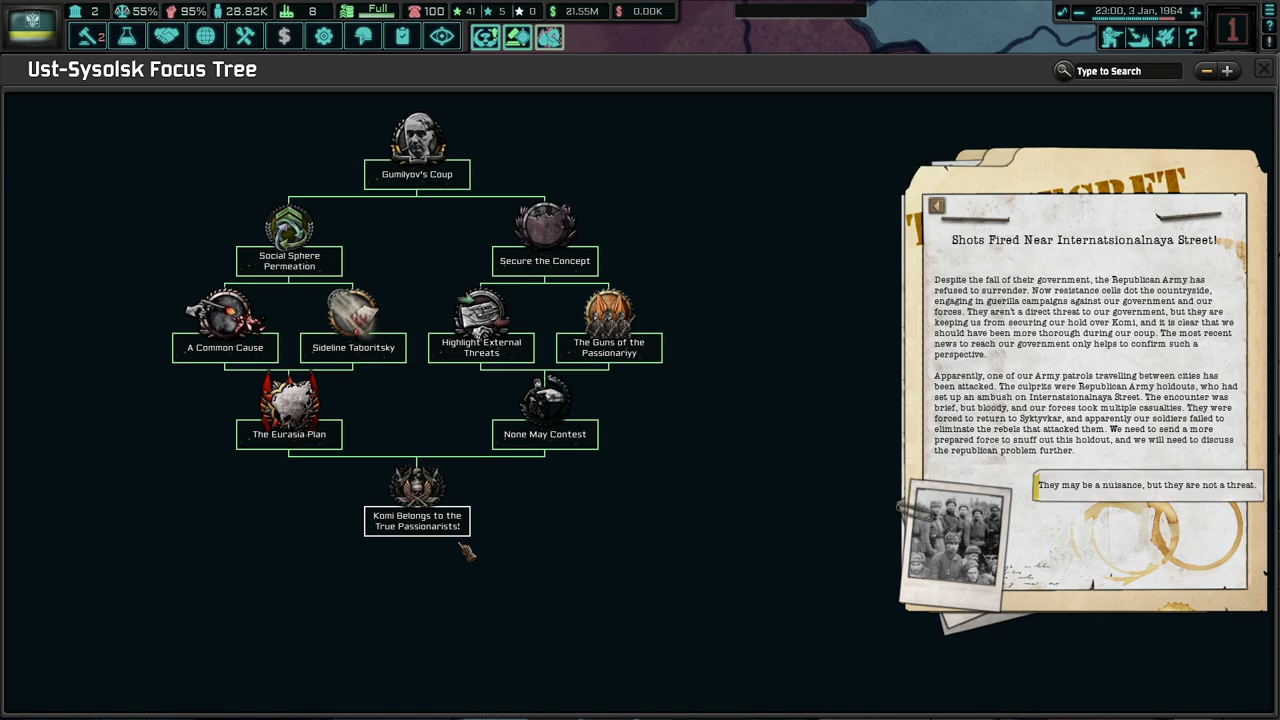 2
55%
95%
28.82K
8
Full
100
41
5
0
$ 21.55M
$ 0.00K
23:00, 3 Jan, 1964
2
$
?
1
Ust-Sysolsk Focus Tree
Type to Search
Gumilyov's Coup
Social Sphere
Permeation
Secure the Concept
A Common Cause
Sideline Taboritsky
Highlight External
Threats
The Guns of the
Passionariyy
The Eurasia Plan
None May Contest
Komi Belongs to the
True Passionarists!
Shots Fired Near Internatsionalnaya Street!
Despite the fall of their government, the Republican Army has
refused to surrender. Now resistance cells dot the countryside,
engaging in guerilla campaigns against our government and our
forces. They aren't a direct threat to our government, but they are
keeping us from securing our hold over Komi, and it is clear that we
should have been more thorough during our coup. The most recent
news to reach our government only helps to confirm such a
perspective.
Apparently, one of our Army patrols travelling between cities has
been attacked. The culprits were Republican Army holdouts, who had
set up an ambush on Internatsionalnaya Street. The encounter was
brief, but bloody, and our forces took multiple casualties. They were
forced to return to Syktyvkar, and apparently our soldiers failed to
eliminate the rebels that attacked them. We need to send a more
prepared force to snuff out this holdout, and we will need to discuss
the republican problem further.
They may be a nuisance, but they are not a threat.